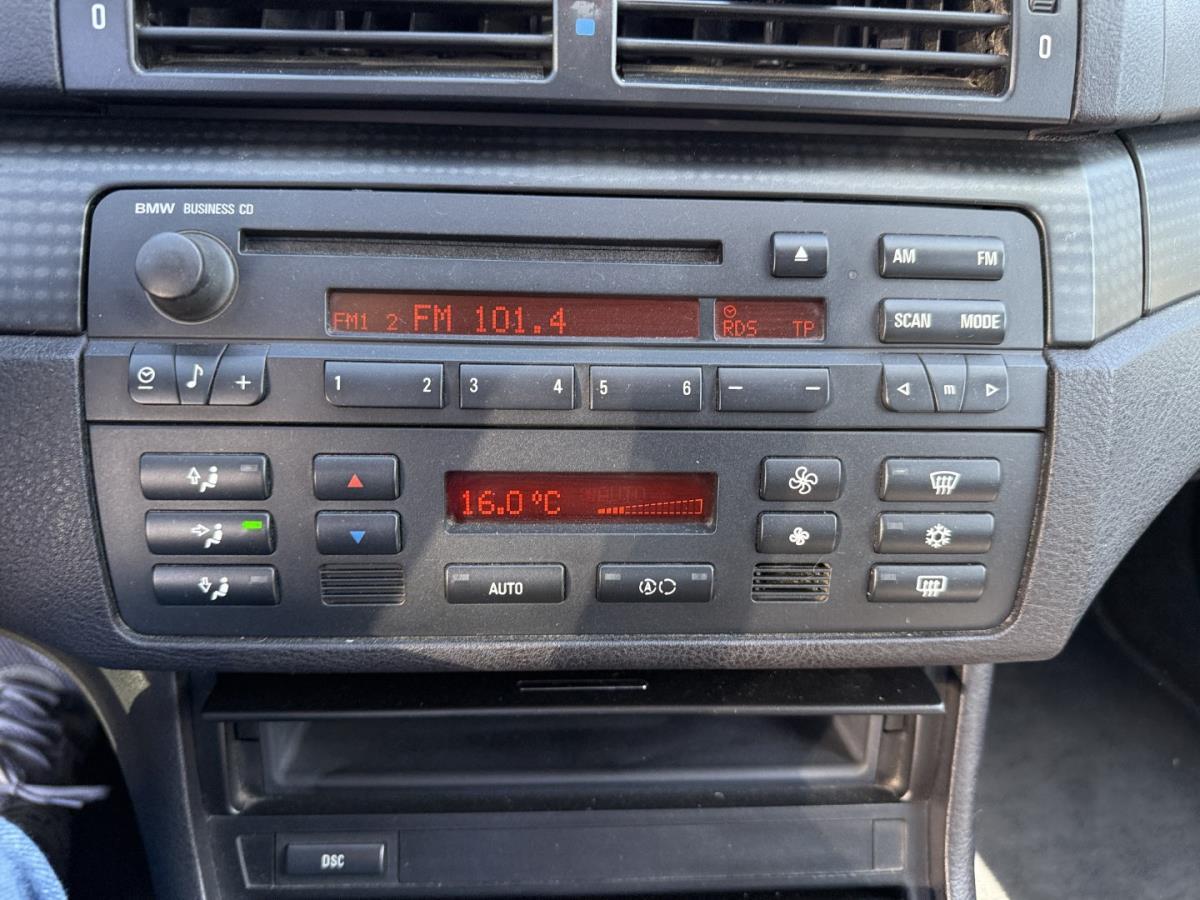 0
0
BMW BUSINESS CD
AM FM
FM1 2 FM 101.4
RDS TP
SCAN MODE
+
1 2 3 4 5 6 — —
m
16.0 °C
AUTO
A
DSC